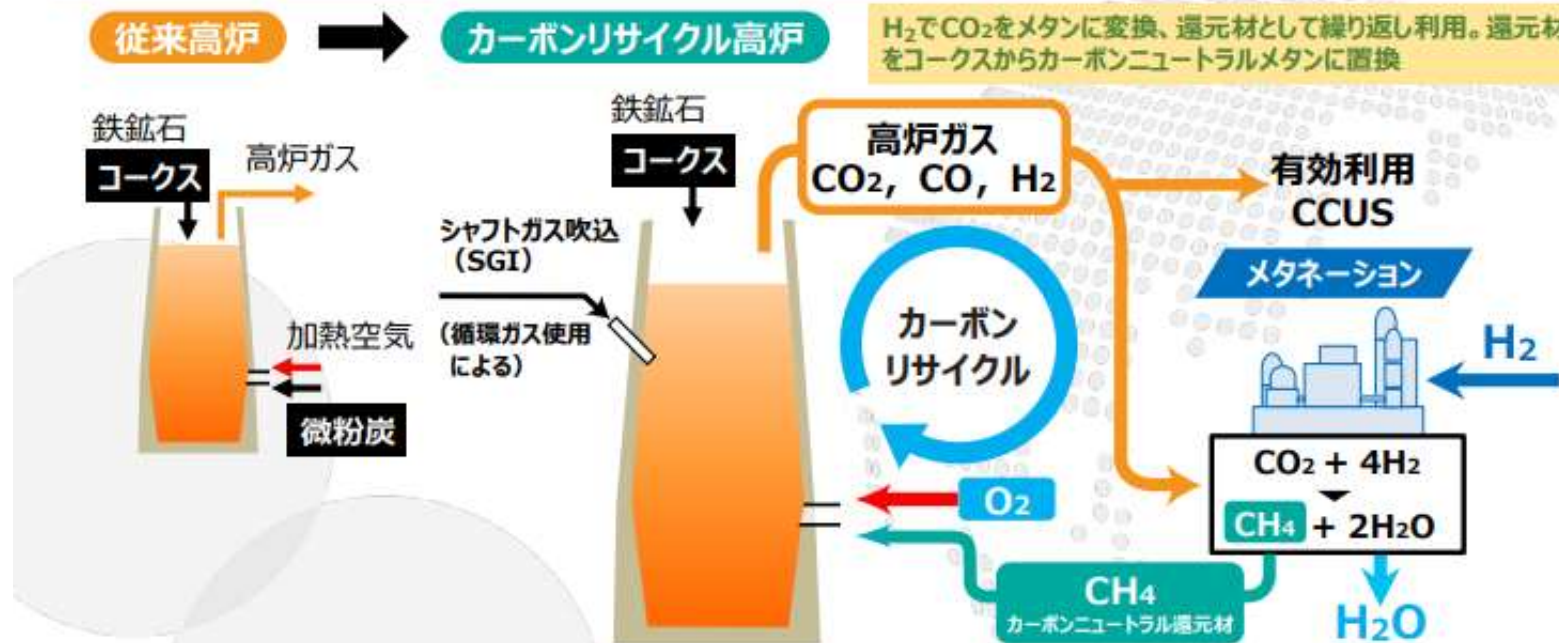 従来高炉
カーボンリサイクル高炉
H₂でCO₂をメタンに変換、還元材として繰り返し利用。還元材
をコークスからカーボンニュートラルメタンに置換
鉄鉱石
コークス
高炉ガス
加熱空気
微粉炭
鉄鉱石
コークス
シャフトガス吹込
（SGI）
（循環ガス使用
による）
高炉ガス
CO₂, CO, H₂
カーボン
リサイクル
有効利用
CCUS
メタネーション
H₂
CO₂ + 4H₂
CH₄ + 2H₂O
O₂
CH₄
カーボンニュートラル還元材
H₂O